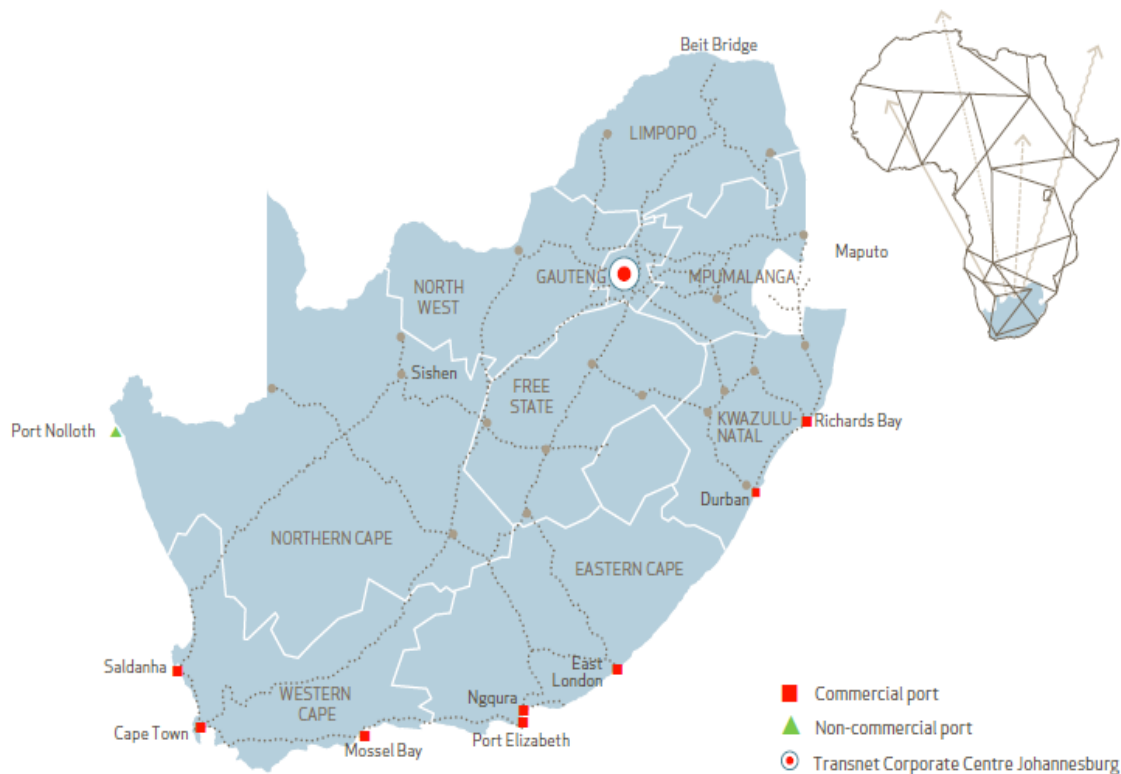 Beit Bridge
LIMPOPO
Maputo
GAUTENG
MPUMALANGA
NORTH
WEST
Sishen
FREE
STATE
KWAZULU-
NATAL
Richards Bay
Port Nolloth
Durban
NORTHERN CAPE
EASTERN CAPE
Saldanha
East
London
WESTERN
CAPE
Ngqura
Cape Town
Port Elizabeth
Mossel Bay
Commercial port
Non-commercial port
Transnet Corporate Centre Johannesburg